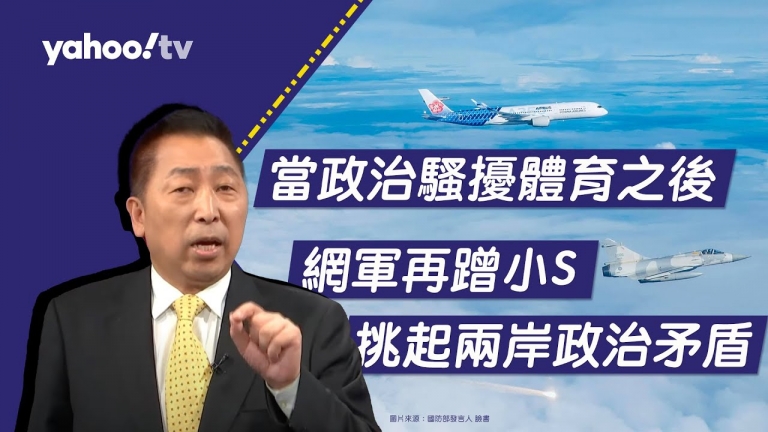 yahoo!tv
當政治騷擾體育之後
網軍再蹭小S
挑起兩岸政治矛盾
圖片來源：國防部發言人 臉書